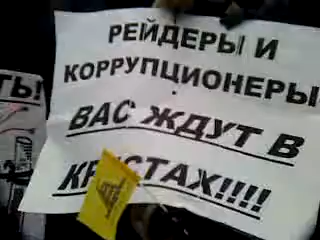 РЕЙДЕРЫ И
КОРРУПЦИОНЕРЫ
ТЬ!
ВАС ЖДУТ В
КРЕСТАХ!!!!